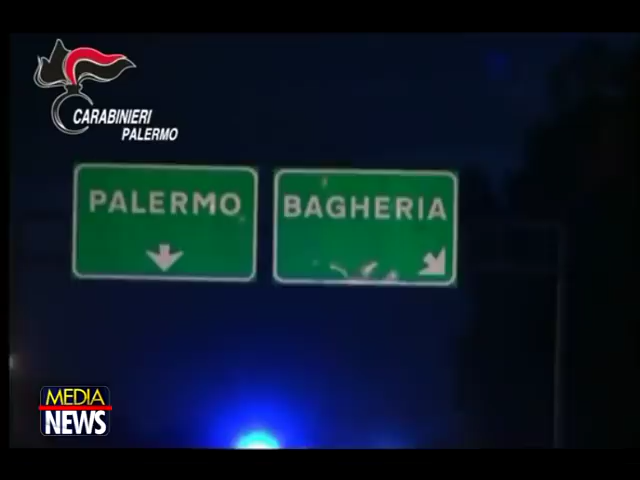 CARABINIERI
PALERMO
PALERMO
BAGHERIA
MEDIA
NEWS